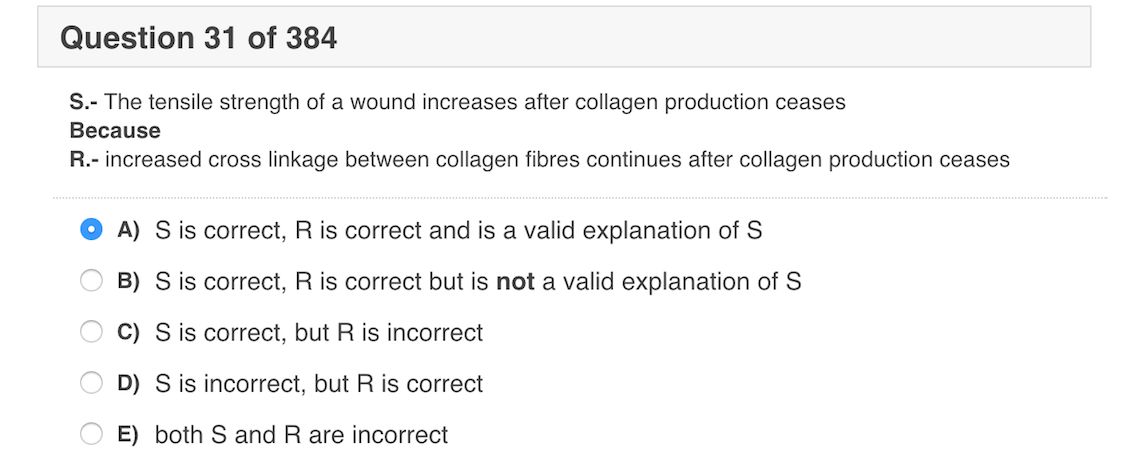 Question 31 of 384
S.- The tensile strength of a wound increases after collagen production ceases
Because
R.- increased cross linkage between collagen fibres continues after collagen production ceases
A) S is correct, R is correct and is a valid explanation of S
B) S is correct, R is correct but is not a valid explanation of S
C) S is correct, but R is incorrect
D) S is incorrect, but R is correct
E) both S and R are incorrect